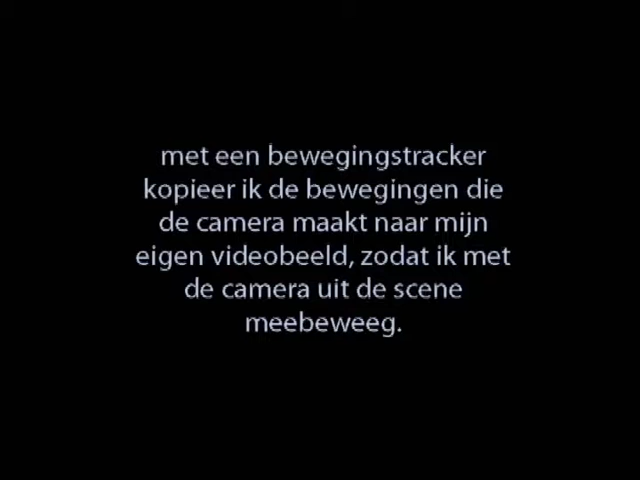 met een bewegingstracker
kopieer ik de bewegingen die
de camera maakt naar mijn
eigen videobeeld, zodat ik met
de camera uit de scene
meebeweeg.